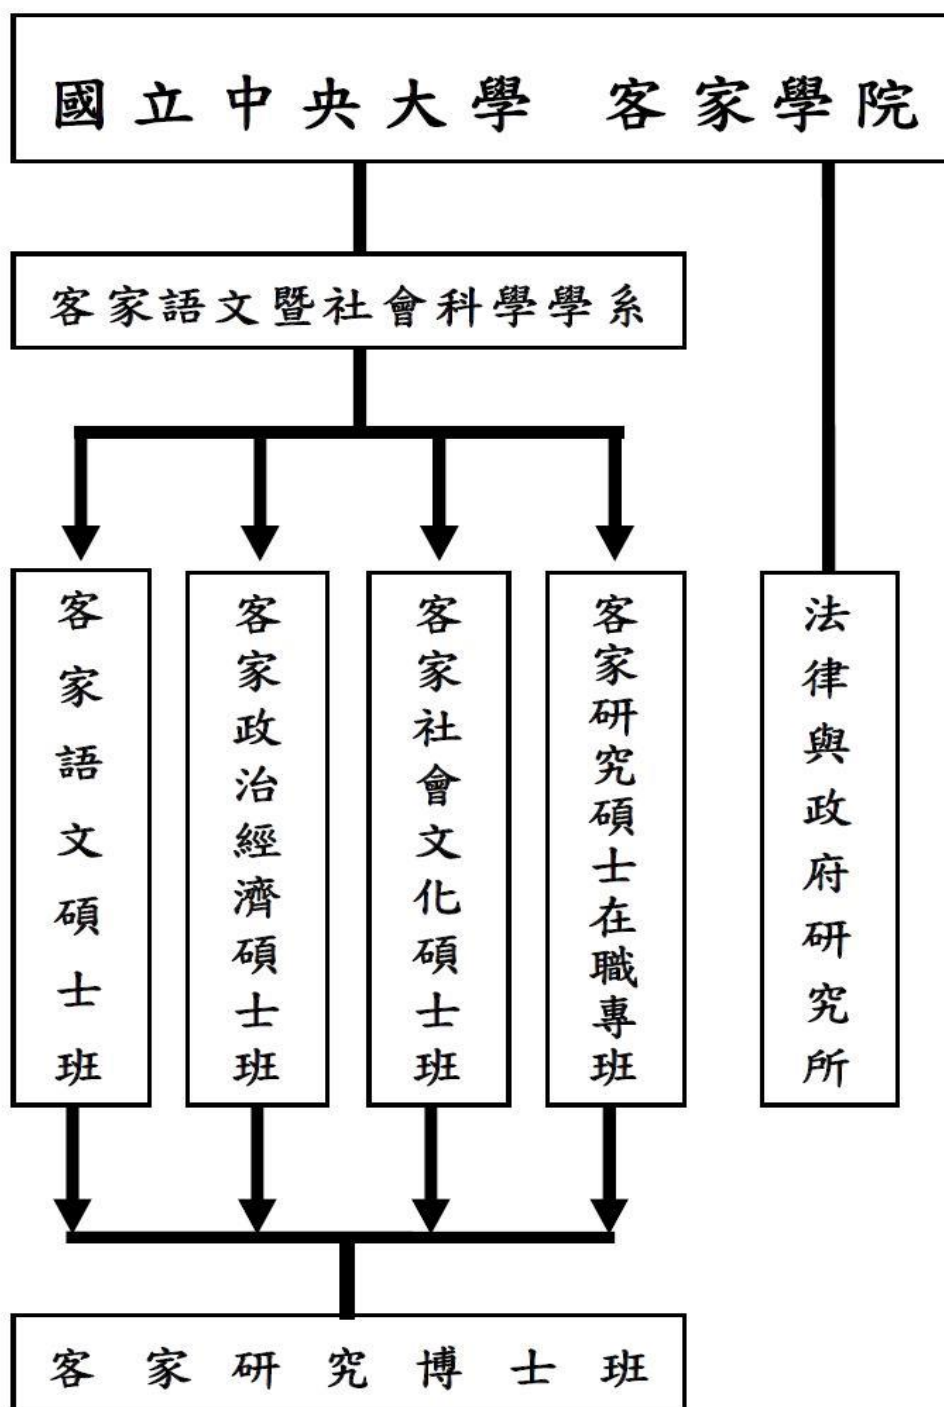 國立中央大學 客家學院
客家語文暨社會科學學系
客家語文碩士班
客家政治經濟碩士班
客家社會文化碩士班
客家研究碩士在職專班
法律與政府研究所
客家研究博士班